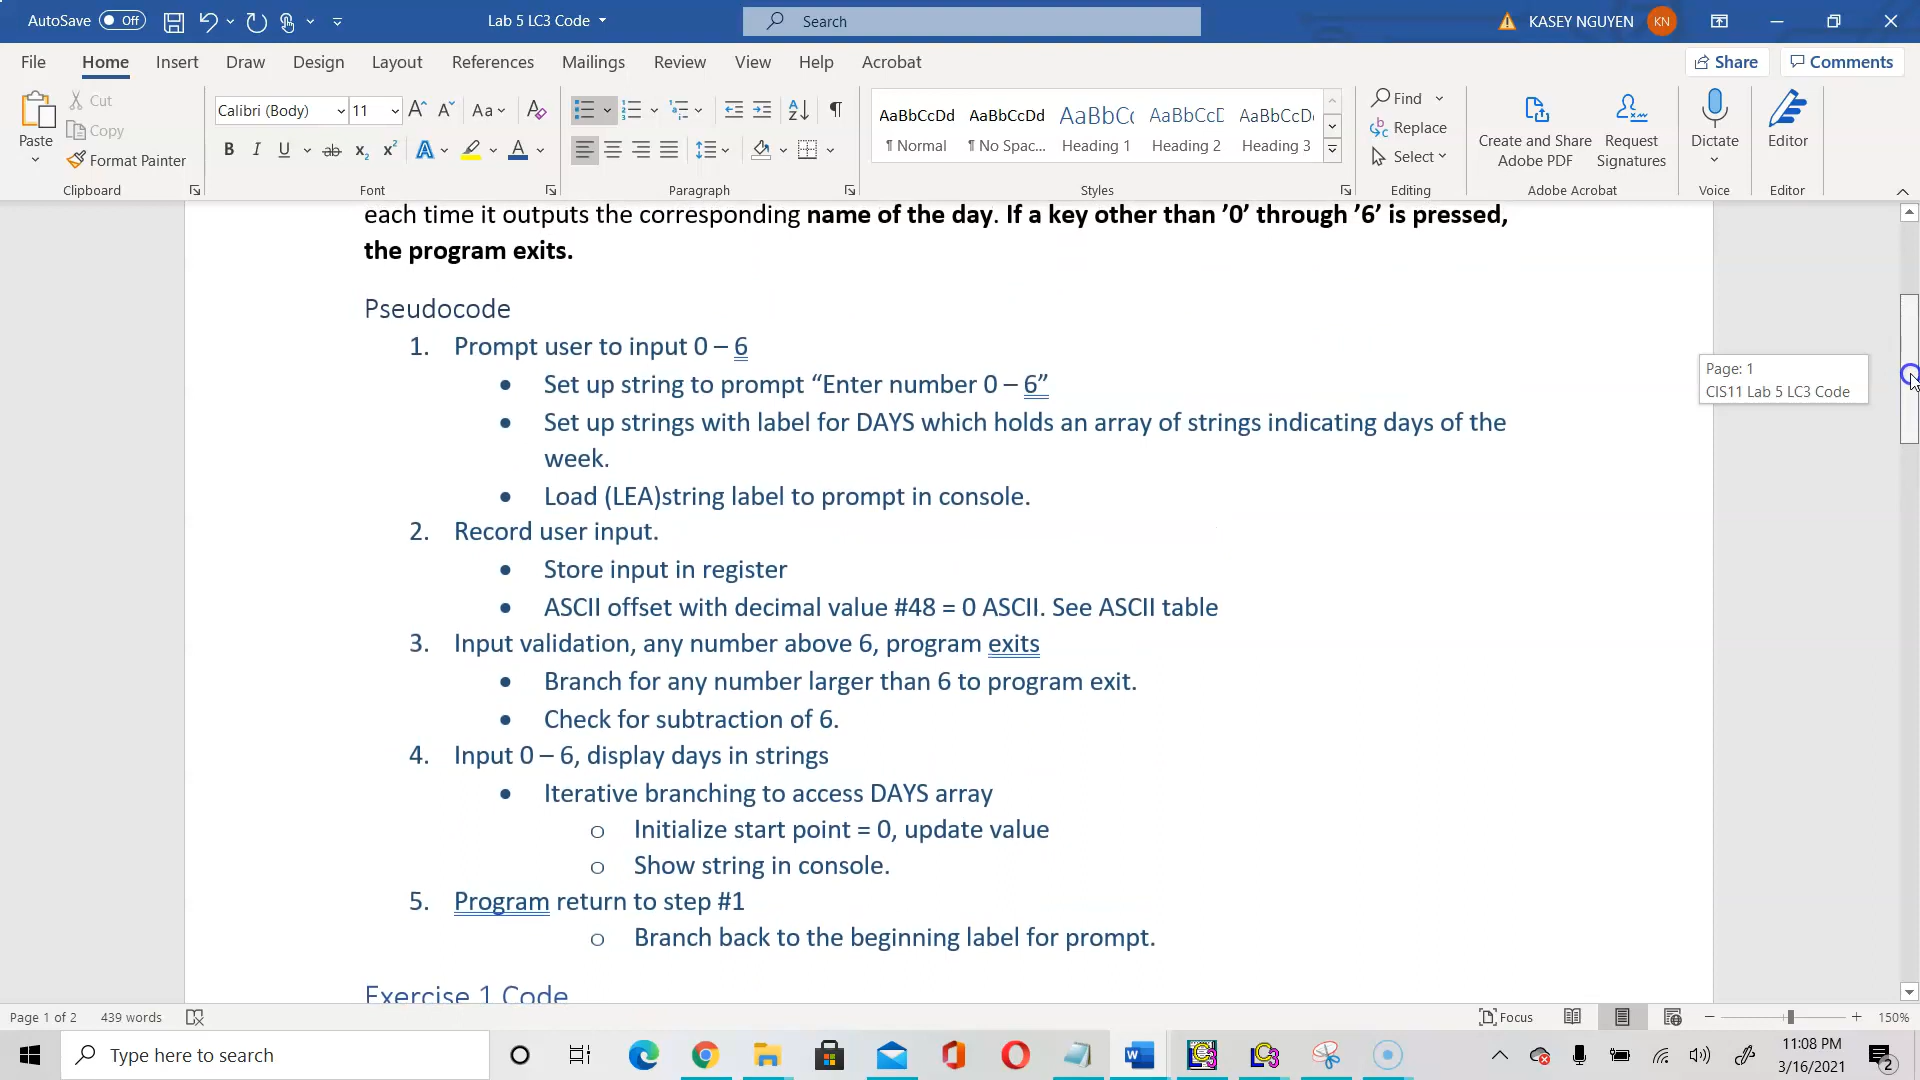 AutoSave Off Lab 5 LC3 Code Search KASEY NGUYEN KN
File Home Insert Draw Design Layout References Mailings Review View Help Acrobat Share Comments
Paste Cut Copy Format Painter Clipboard
Calibri (Body) 11 Aa Font
Paragraph
AaBbCcDd AaBbCcDd AaBbCc AaBbCcD AaBbCcD
¶ Normal ¶ No Spac... Heading 1 Heading 2 Heading 3
Styles
Find Replace Select Editing
Create and Share Adobe PDF Request Signatures Adobe Acrobat
Dictate Voice
Editor Editor
each time it outputs the corresponding name of the day. If a key other than ’0’ through ’6’ is pressed,
the program exits.
Pseudocode
1. Prompt user to input 0 – 6
• Set up string to prompt “Enter number 0 – 6”
• Set up strings with label for DAYS which holds an array of strings indicating days of the
week.
• Load (LEA)string label to prompt in console.
2. Record user input.
• Store input in register
• ASCII offset with decimal value #48 = 0 ASCII. See ASCII table
3. Input validation, any number above 6, program exits
• Branch for any number larger than 6 to program exit.
• Check for subtraction of 6.
4. Input 0 – 6, display days in strings
• Iterative branching to access DAYS array
o Initialize start point = 0, update value
o Show string in console.
5. Program return to step #1
o Branch back to the beginning label for prompt.
Exercise 1 Code
Page: 1
CIS11 Lab 5 LC3 Code
Page 1 of 2 439 words Focus 150%
Type here to search
11:08 PM
3/16/2021
2